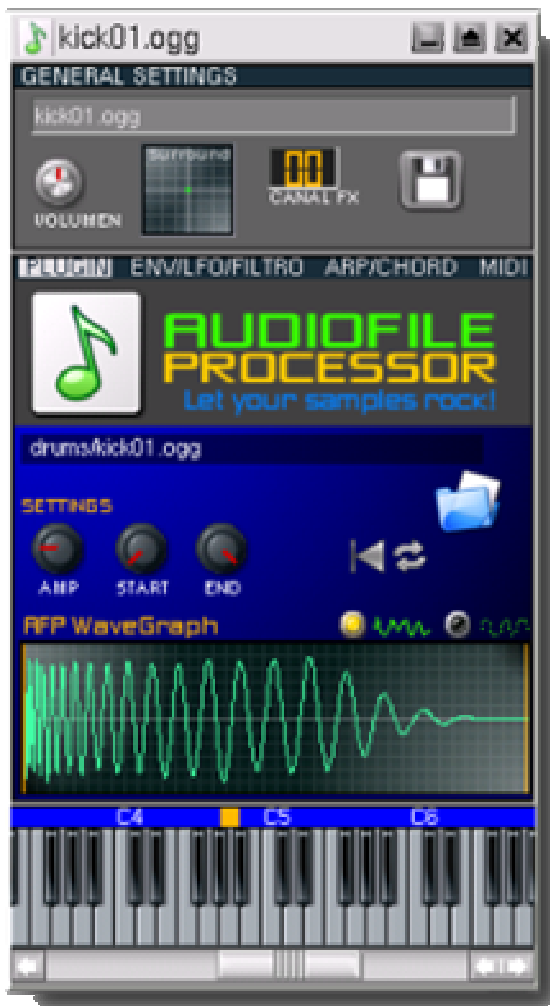 kick01.ogg
GENERAL SETTINGS
kick01.ogg
Surround
VOLUMEN
00
CANAL FX
PLUGIN ENV/LFO/FILTRO ARP/CHORD MIDI
AUDIOFILE
PROCESSOR
Let your samples rock!
drums/kick01.ogg
SETTINGS
AMP START END
AFP WaveGraph
C4 C5 C6